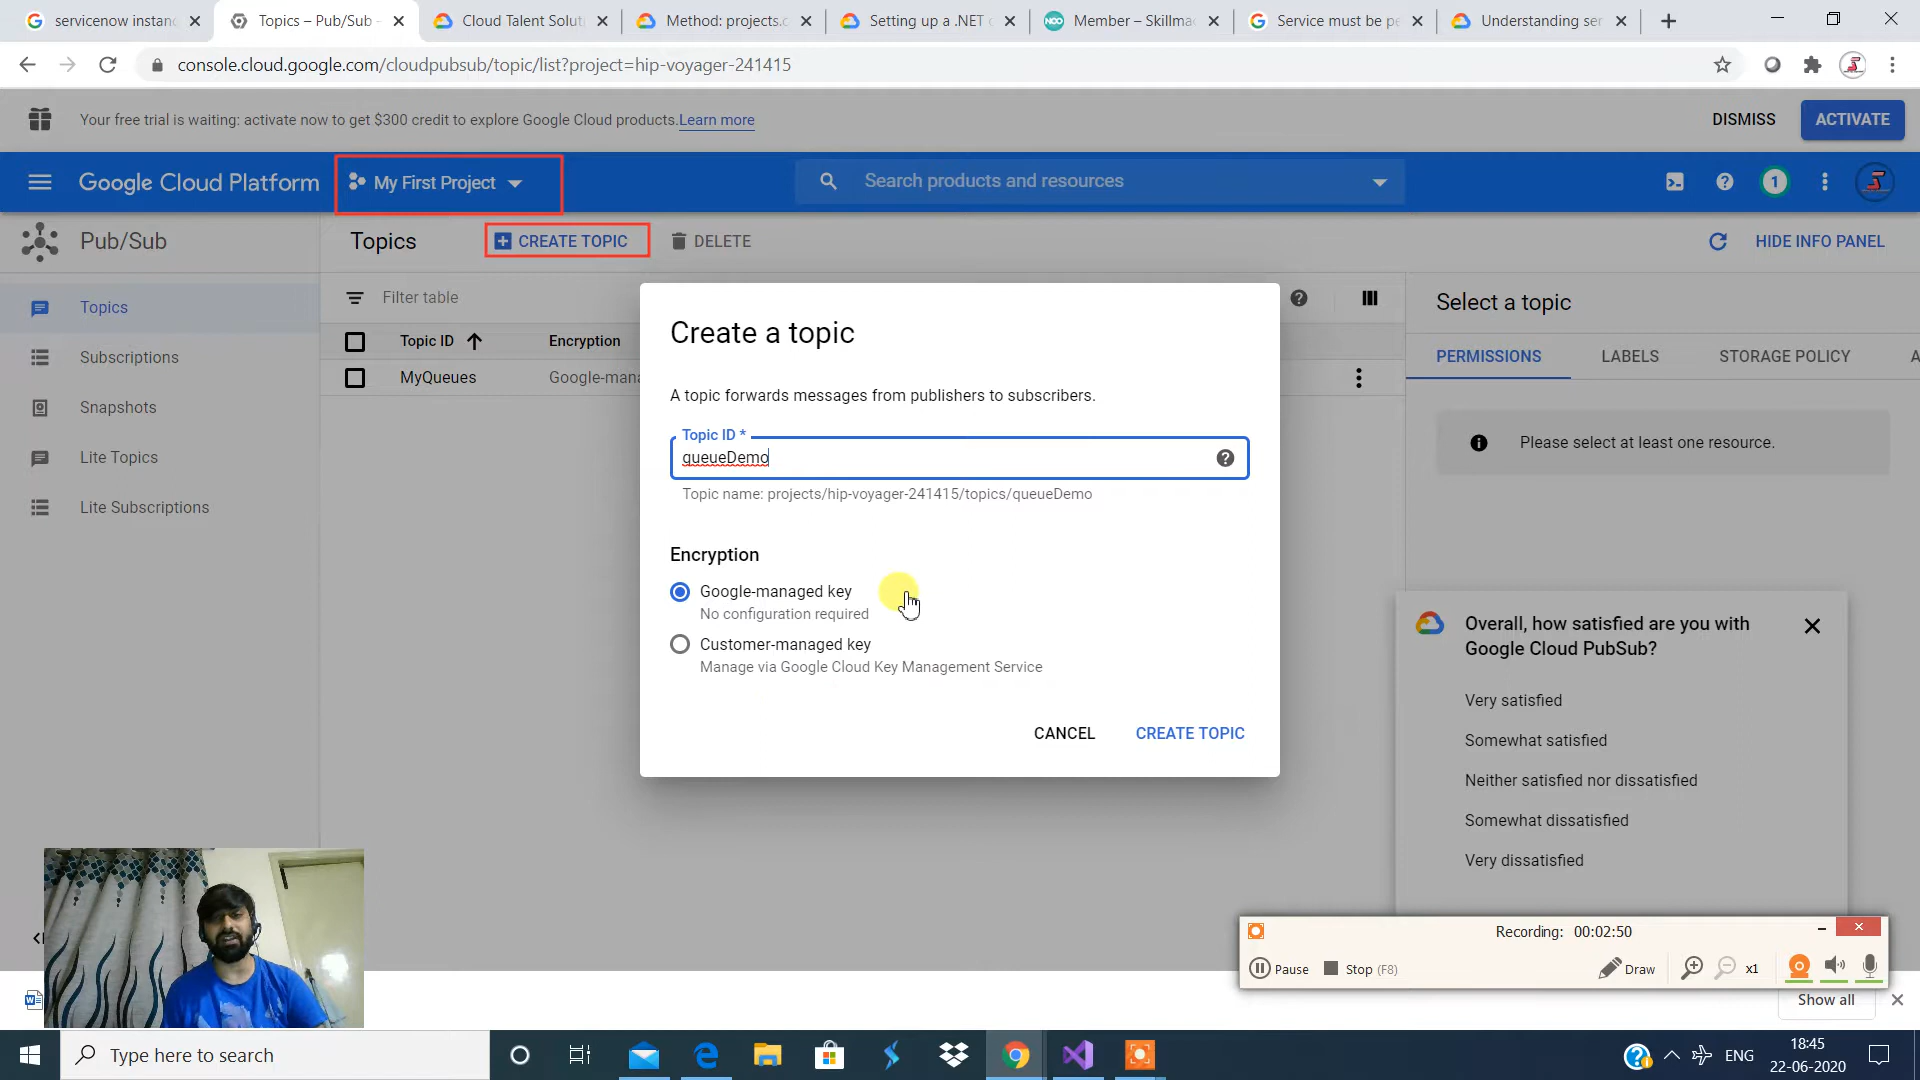 servicenow instanc
Topics – Pub/Sub –
Cloud Talent Soluti
Method: projects.c
Setting up a .NET
Member – Skillmac
Service must be pe
Understanding ser
console.cloud.google.com/cloudpubsub/topic/list?project=hip-voyager-241415
Your free trial is waiting: activate now to get $300 credit to explore Google Cloud products. Learn more
DISMISS
ACTIVATE
Google Cloud Platform
My First Project
Search products and resources
1
Pub/Sub
Topics
CREATE TOPIC
DELETE
HIDE INFO PANEL
Topics
Subscriptions
Snapshots
Lite Topics
Lite Subscriptions
Filter table
Topic ID
Encryption
MyQueues
Google-mana
Select a topic
PERMISSIONS
LABELS
STORAGE POLICY
A
Please select at least one resource.
Create a topic
A topic forwards messages from publishers to subscribers.
Topic ID *
queueDemo
Topic name: projects/hip-voyager-241415/topics/queueDemo
Encryption
Google-managed key
No configuration required
Customer-managed key
Manage via Google Cloud Key Management Service
CANCEL
CREATE TOPIC
Overall, how satisfied are you with
Google Cloud PubSub?
Very satisfied
Somewhat satisfied
Neither satisfied nor dissatisfied
Somewhat dissatisfied
Very dissatisfied
Recording: 00:02:50
Pause
Stop (F8)
Draw
x1
Show all
Type here to search
ENG
18:45
22-06-2020